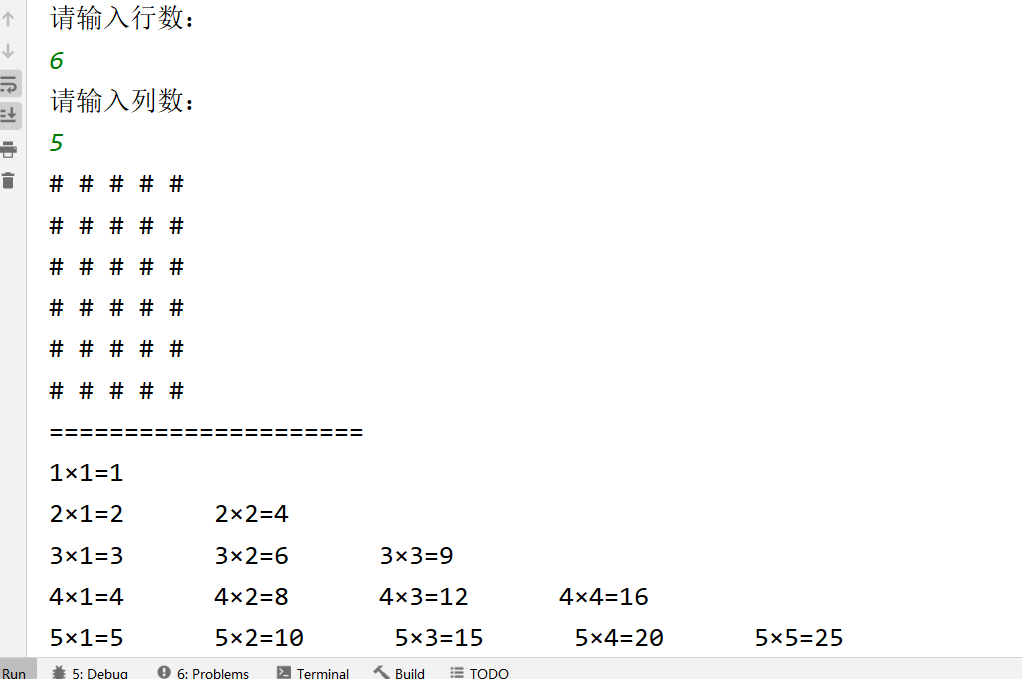 请输入行数：
6
请输入列数：
5
# # # # #
# # # # #
# # # # #
# # # # #
# # # # #
# # # # #
=====================
1×1=1
2×1=2 2×2=4
3×1=3 3×2=6 3×3=9
4×1=4 4×2=8 4×3=12 4×4=16
5×1=5 5×2=10 5×3=15 5×4=20 5×5=25
Run 5: Debug 6: Problems Terminal Build TODO